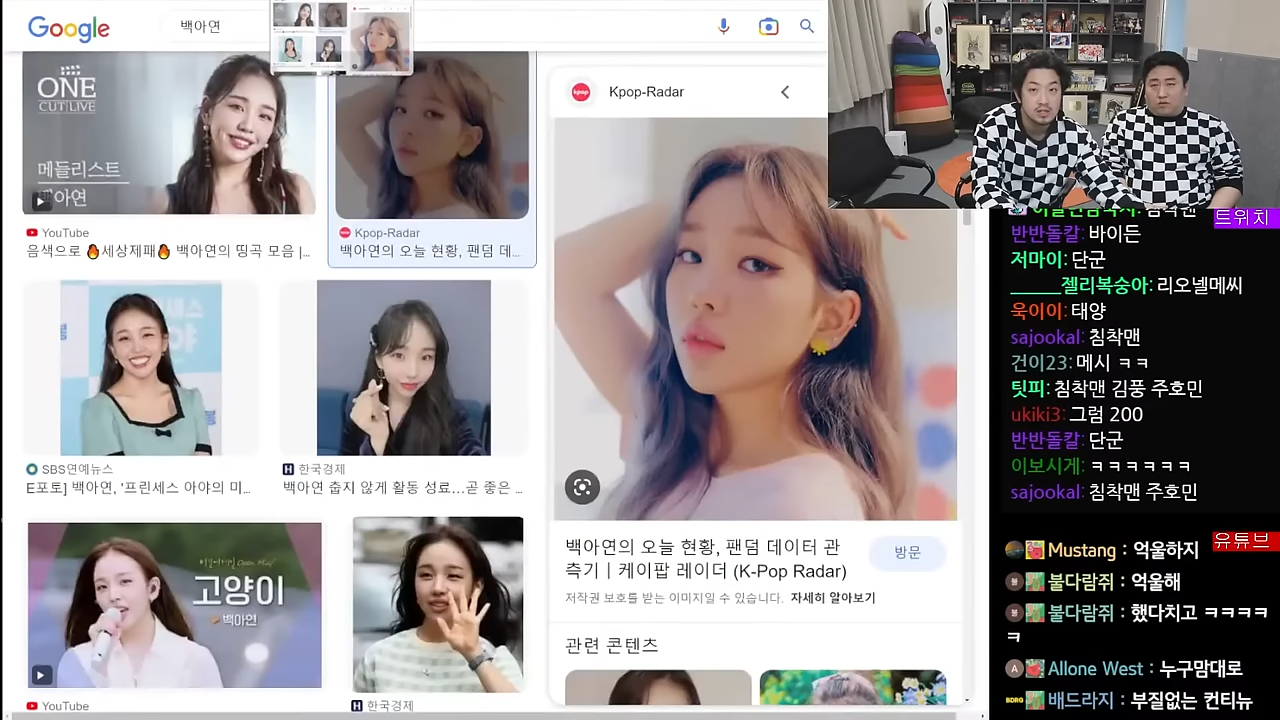 Google
백아연
ONE
CUT|LIVE
메들리스트
백아연
YouTube
음색으로 🔥세상제패🔥 백아연의 띵곡 모음 |...
Kpop-Radar
백아연의 오늘 현황, 팬덤 데...
SBS연예뉴스
E포토] 백아연, '프린세스 아야의 미...
한국경제
백아연 춥지 않게 활동 성료…곧 좋은 ...
고양이
백아연
YouTube
한국경제
kpop
Kpop-Radar
백아연의 오늘 현황, 팬덤 데이터 관
측기 | 케이팝 레이더 (K-Pop Radar)
방문
저작권 보호를 받는 이미지일 수 있습니다. 자세히 알아보기
관련 콘텐츠
트위치
반반돌칼: 바이든
저마이: 단군
______젤리복숭아: 리오넬메씨
욱이이: 태양
sajookal: 침착맨
건이23: 메시 ㅋㅋ
팃피: 침착맨 김풍 주호민
ukiki3: 그럼 200
반반돌칼: 단군
이보시게: ㅋㅋㅋㅋㅋㅋ
sajookal: 침착맨 주호민
유튜브
Mustang : 억울하지
불다람쥐 : 억울해
불다람쥐 : 했다치고 ㅋㅋㅋㅋ
ㅋ
Allone West : 누구맘대로
배드라지 : 부질없는 컨티뉴